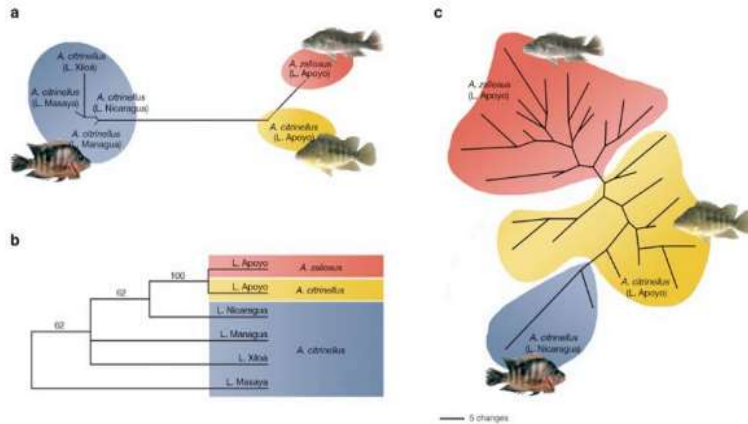 a
A. citrinellus
(L. Xiloá)
A. citrinellus
(L. Masaya)
A. citrinellus
(L. Nicaragua)
A. citrinellus
(L. Managua)
A. zaliosus
(L. Apoyo)
A. citrinellus
(L. Apoyo)
b
62
62
100
L. Apoyo
A. zaliosus
L. Apoyo
A. citrinellus
L. Nicaragua
L. Managua
A. citrinellus
L. Xiloá
L. Masaya
c
A. zaliosus
(L. Apoyo)
A. citrinellus
(L. Apoyo)
A. citrinellus
(L. Nicaragua)
5 changes